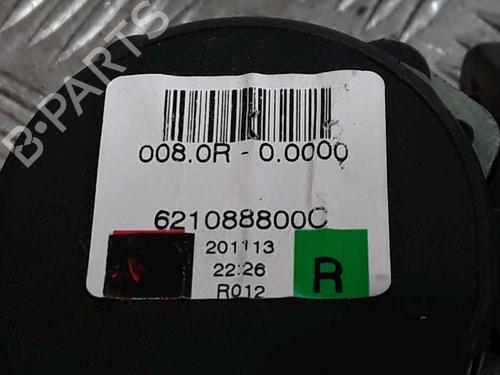 B-PARTS
008.0R - 0.0000
621088800C
201113
22:26
R012
R